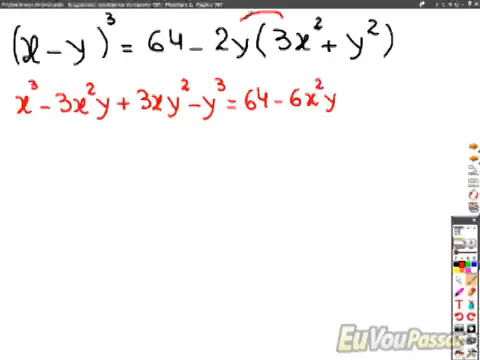 (x - y)³ = 64 - 2y(3x² + y²)
x³ - 3x²y + 3xy² - y³ = 64 - 6x²y
EuVouPassar